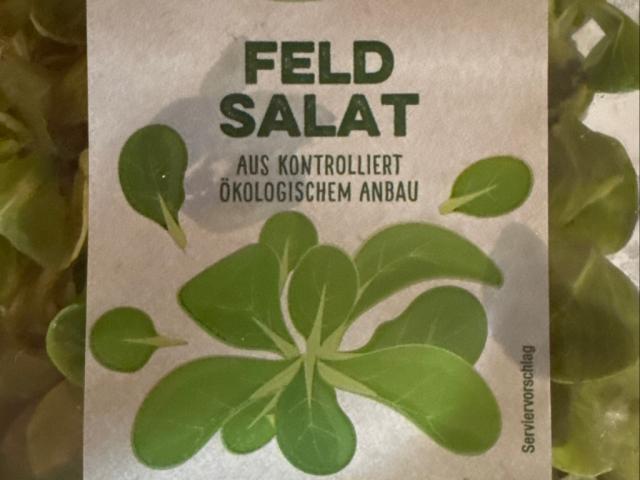 FELD
SALAT
AUS KONTROLLIERT
ÖKOLOGISCHEM ANBAU
Serviervorschlag